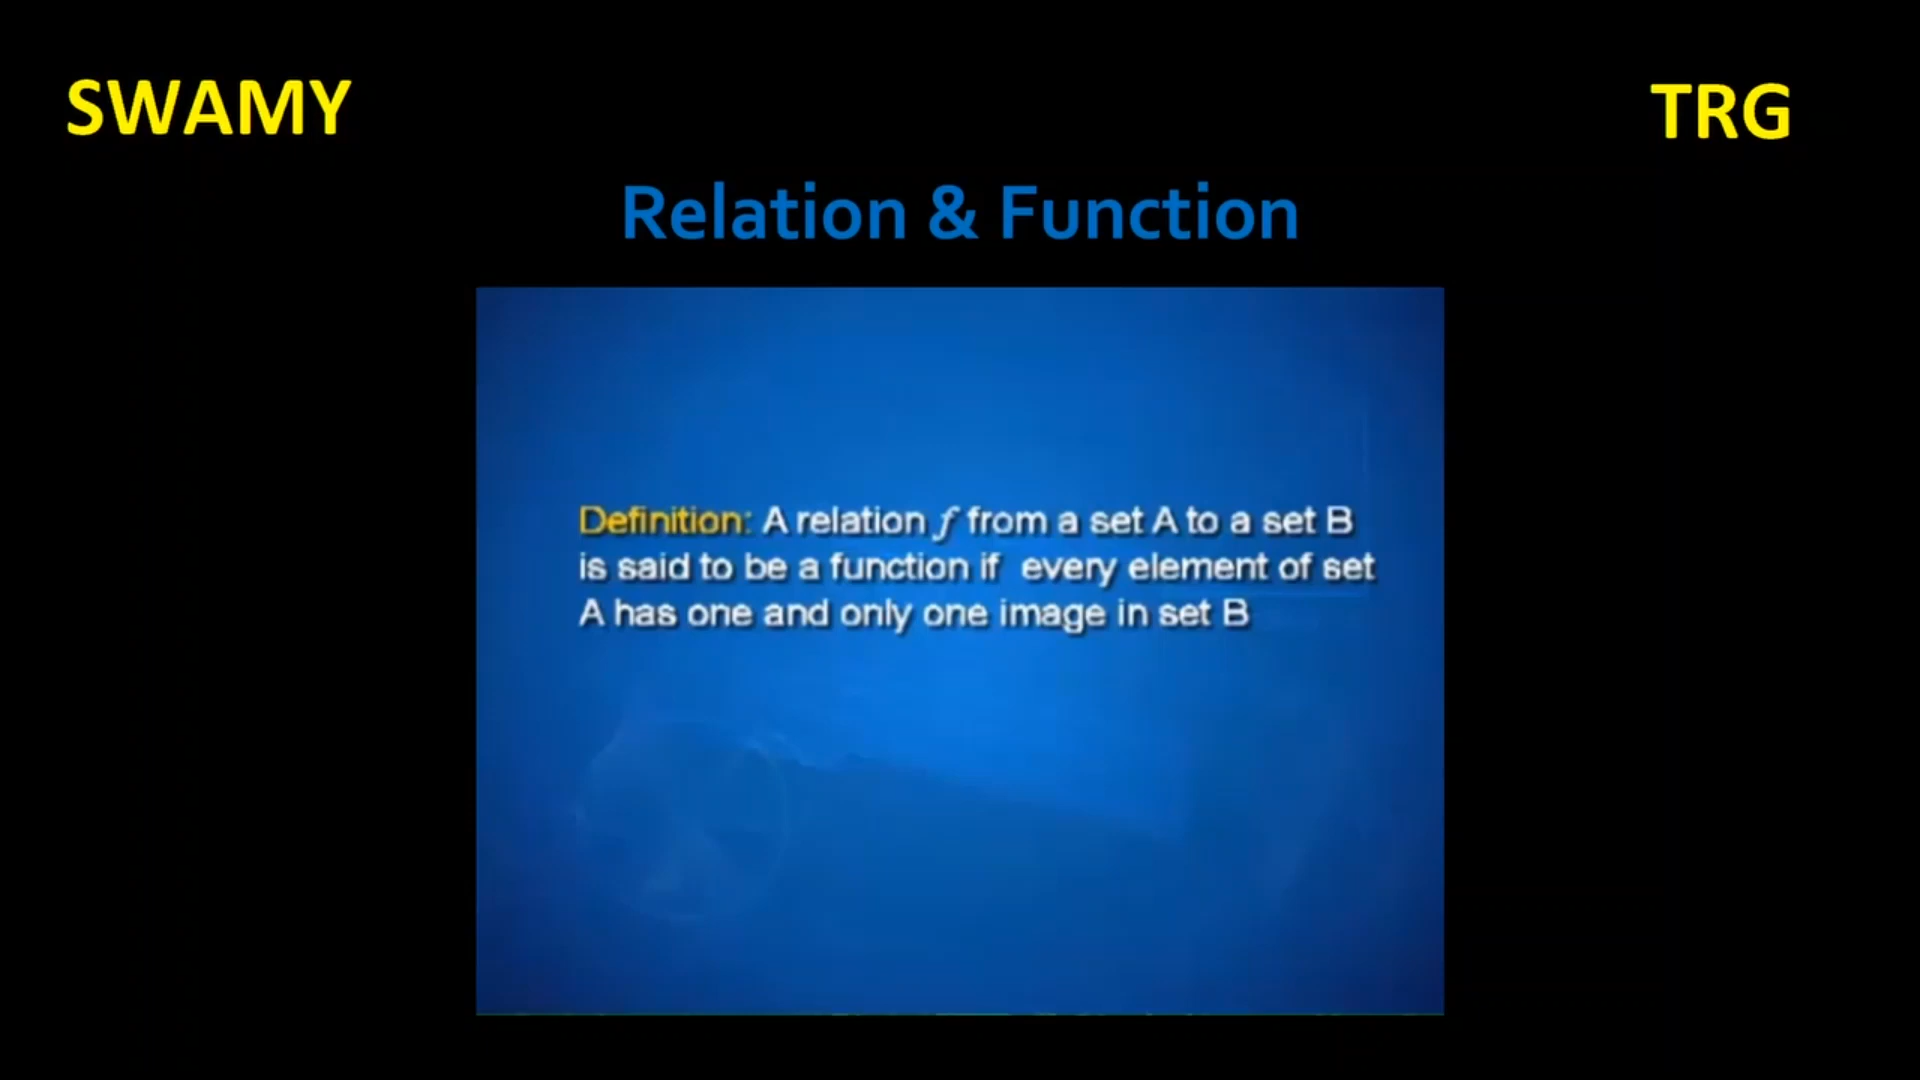 SWAMY
TRG
Relation & Function
Definition: A relation f from a set A to a set B
is said to be a function if every element of set
A has one and only one image in set B